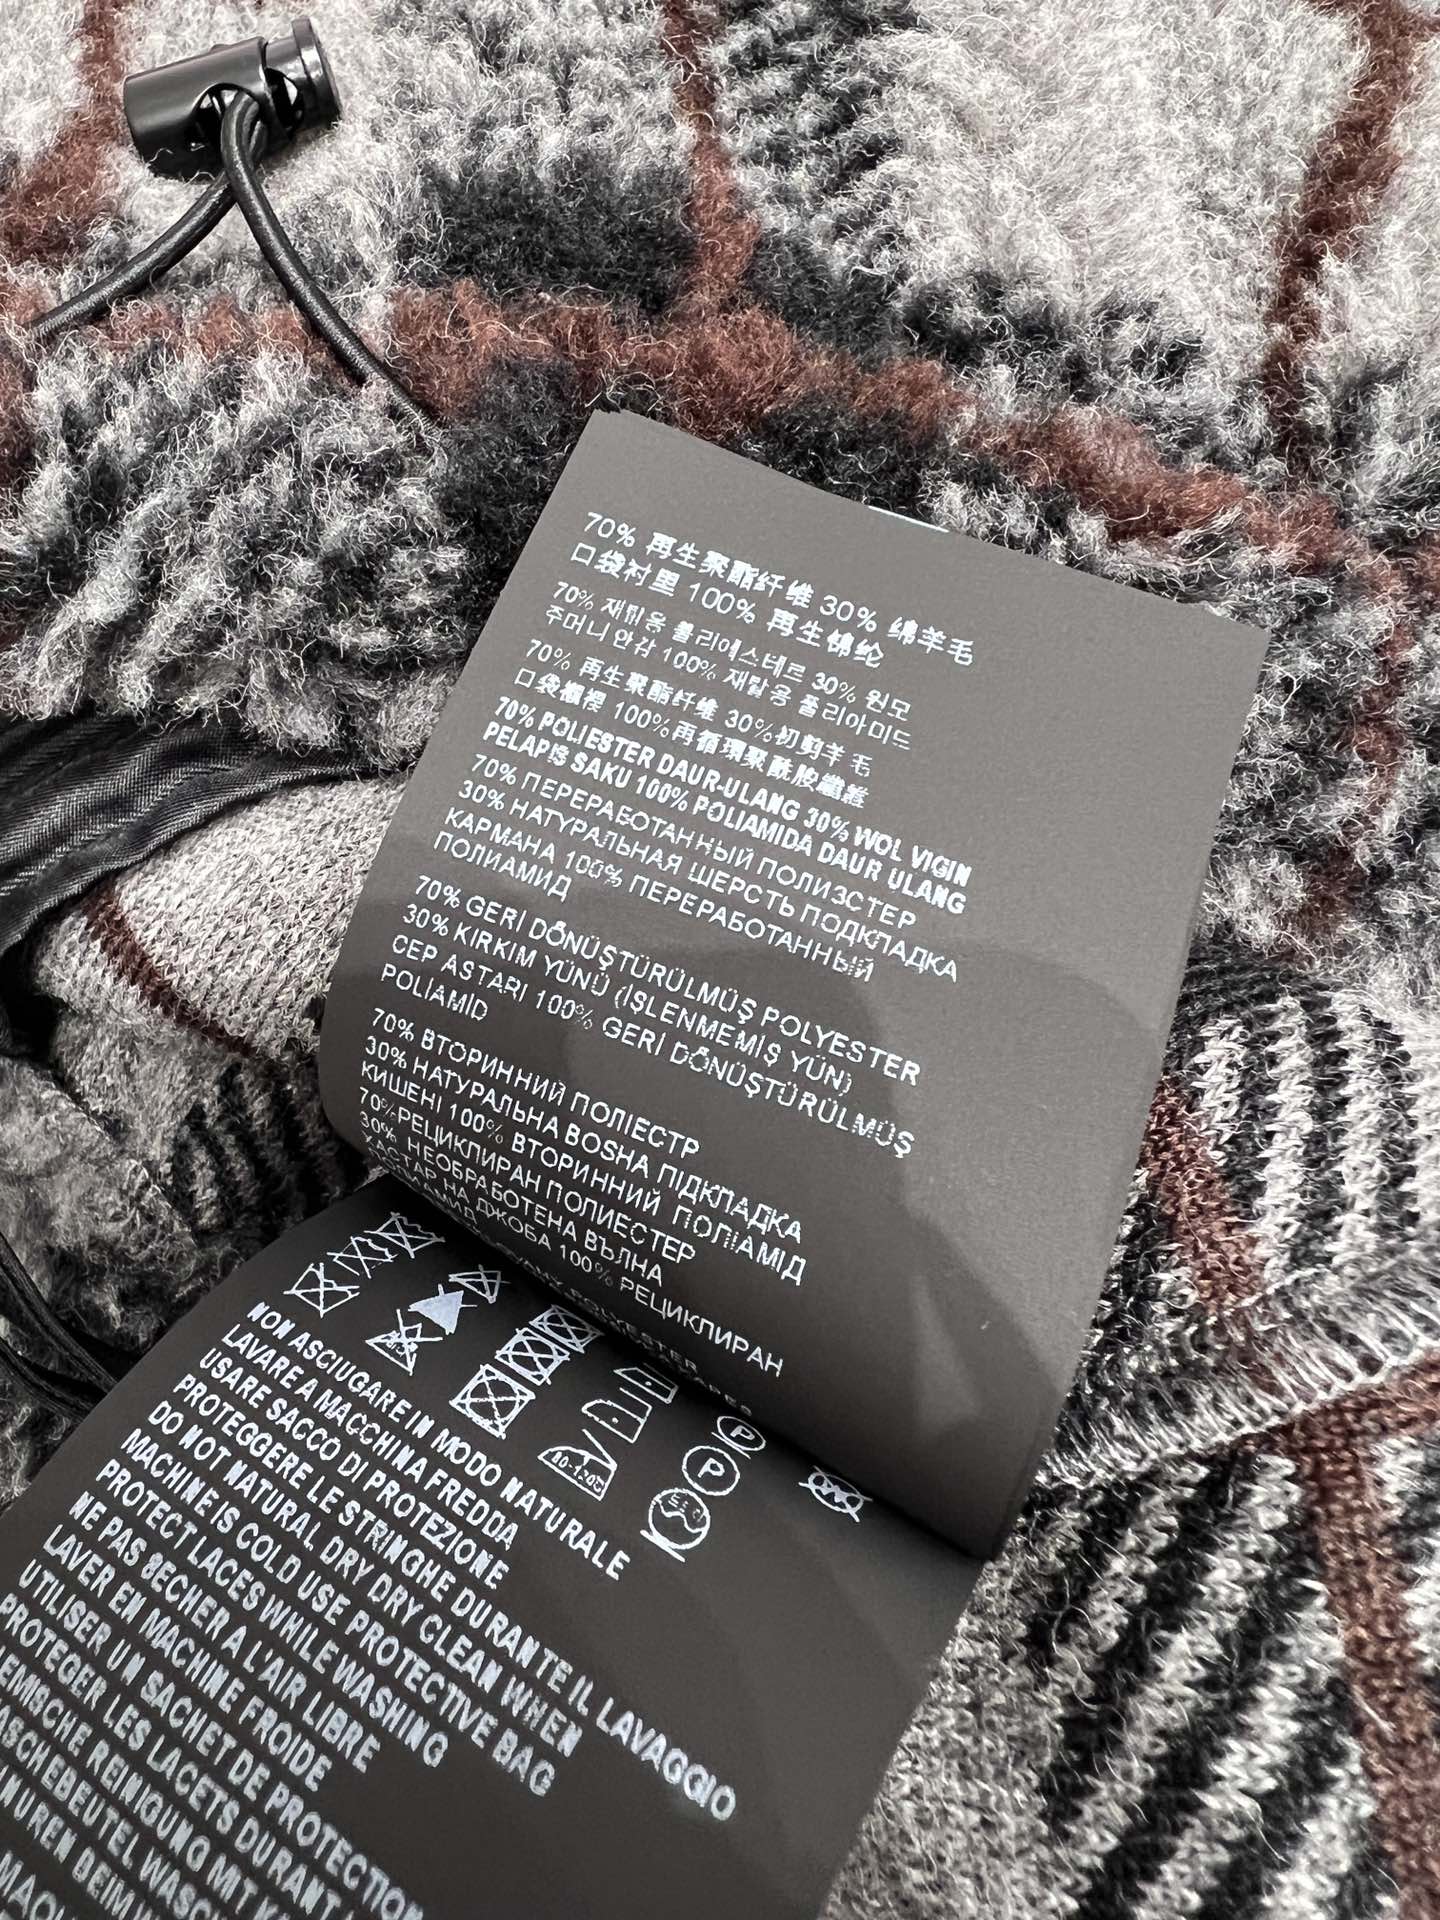 70% 再生聚酯纤维 30% 绵羊毛
口袋衬里 100% 再生锦纶
70% 재활용 폴리에스테르 30% 원모
주머니 안감 100% 재활용 폴리아미드
70% 再生聚酯纤维 30%初剪羊毛
口袋襯裡 100%再循環聚酰胺纖維
70% POLIESTER DAUR-ULANG 30% WOL VIGIN
PELAPIS SAKU 100% POLIAMIDA DAUR ULANG
70% ПЕРЕРАБОТАННЫЙ ПОЛИЗСТЕР
30% НАТУРАЛЬНАЯ ШЕРСТЬ ПОДКЛАДКА
КАРМАНА 100% ПЕРЕРАБОТАННЫЙ
ПОЛИАМИД
70% GERİ DÖNÜŞTÜRÜLMÜŞ POLYESTER
30% KIRKIM YÜNÜ (İŞLENMEMİŞ YÜN)
CEP ASTARI 100% GERİ DÖNÜŞTÜRÜLMÜŞ
POLİAMİD
70% ВТОРИННИЙ ПОЛІЕСТР
30% НАТУРАЛЬНА ВОSНА ПІДКЛАДКА
КИШЕНІ 100% ВТОРИННИЙ ПОЛІАМІД
70%РЕЦИКЛИРАН ПОЛИЕСТЕР
30% НЕОБРАБОТЕНА ВЪЛНА
ХАСТАР НА ДЖОБА 100% РЕЦИКЛИРАН
POLYESTER
P
P
NON ASCIUGARE IN MODO NATURALE
LAVARE A MACCHINA FREDDA
USARE SACCO DI PROTEZIONE
PROTEGGERE LE STRINGHE DURANTE IL LAVAGGIO
DO NOT NATURAL DRY DRY CLEAN WHEN
MACHINE IS COLD USE PROTECTIVE BAG
PROTECT LACES WHILE WASHING
NE PAS SECHER A L'AIR LIBRE
LAVER EN MACHINE FROIDE
UTILISER UN SACHET DE PROTECTION
PROTEGER LES LACETS DURANT
REINIGUNG MIT